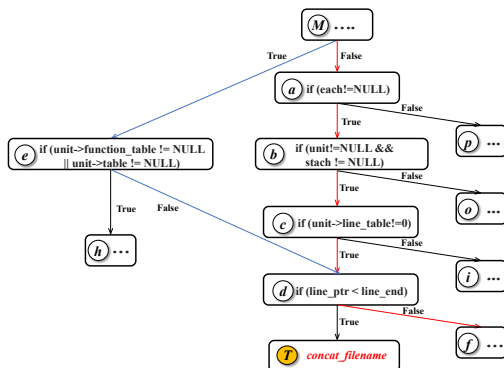 M ....
True
False
a if (each!=NULL)
True
False
p ...
e if (unit->function_table != NULL
|| unit->table != NULL)
b if (unit!=NULL &&
stach != NULL)
True
False
o ...
True
False
c if (unit->line_table!=0)
h ...
True
False
i ...
d if (line_ptr < line_end)
True
False
f ....
T concat_filename